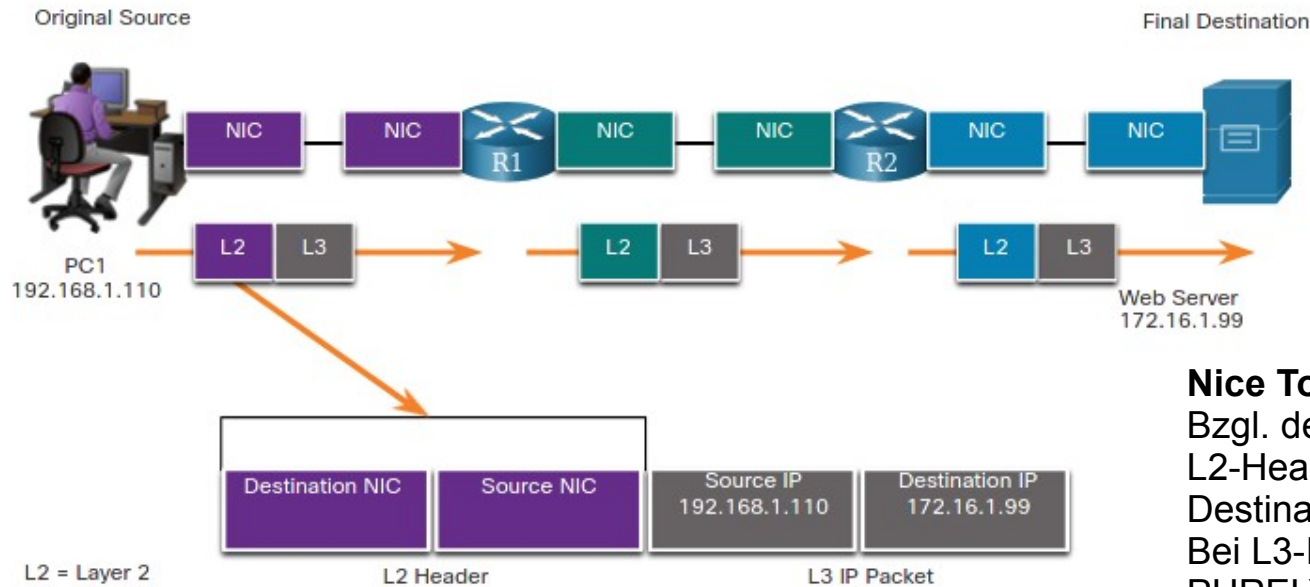 Original Source
Final Destination
NIC NIC R1 NIC NIC R2 NIC NIC
L2 L3 L2 L3 L2 L3
PC1
192.168.1.110
Web Server
172.16.1.99
Nice To
Bzgl. de
L2-Hea
Destina
Bei L3-
Destination NIC Source NIC Source IP 192.168.1.110 Destination IP 172.16.1.99
L2 = Layer 2 L2 Header L3 IP Packet